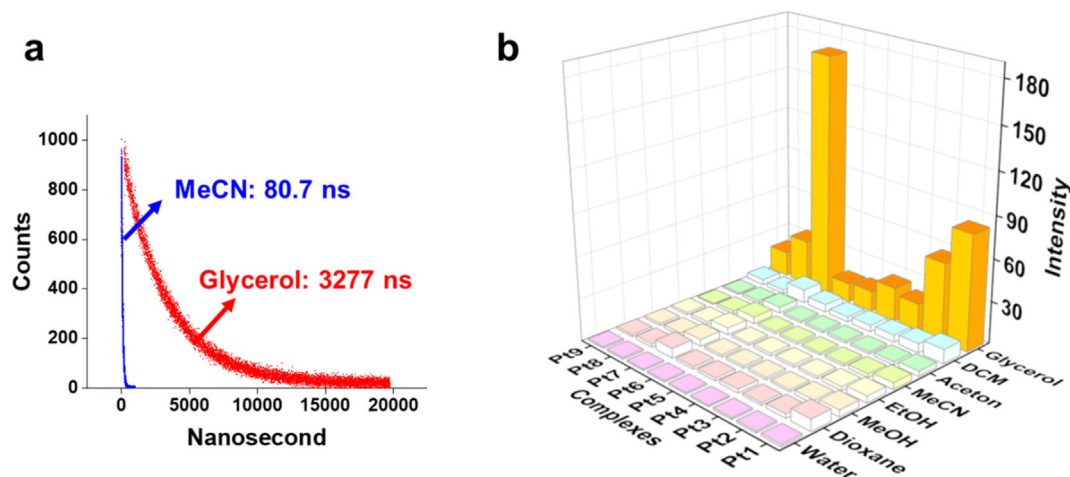 a
1000
800
600
400
200
0
Counts
MeCN: 80.7 ns
Glycerol: 3277 ns
0 5000 10000 15000 20000
Nanosecond
b
180
150
120
90
60
30
Intensity
Pt9
Pt8
Pt7
Pt6
Pt5
Pt4
Pt3
Pt2
Pt1
Complexes
Glycerol
DCM
Aceton
MeCN
EtOH
MeOH
Dioxane
Water